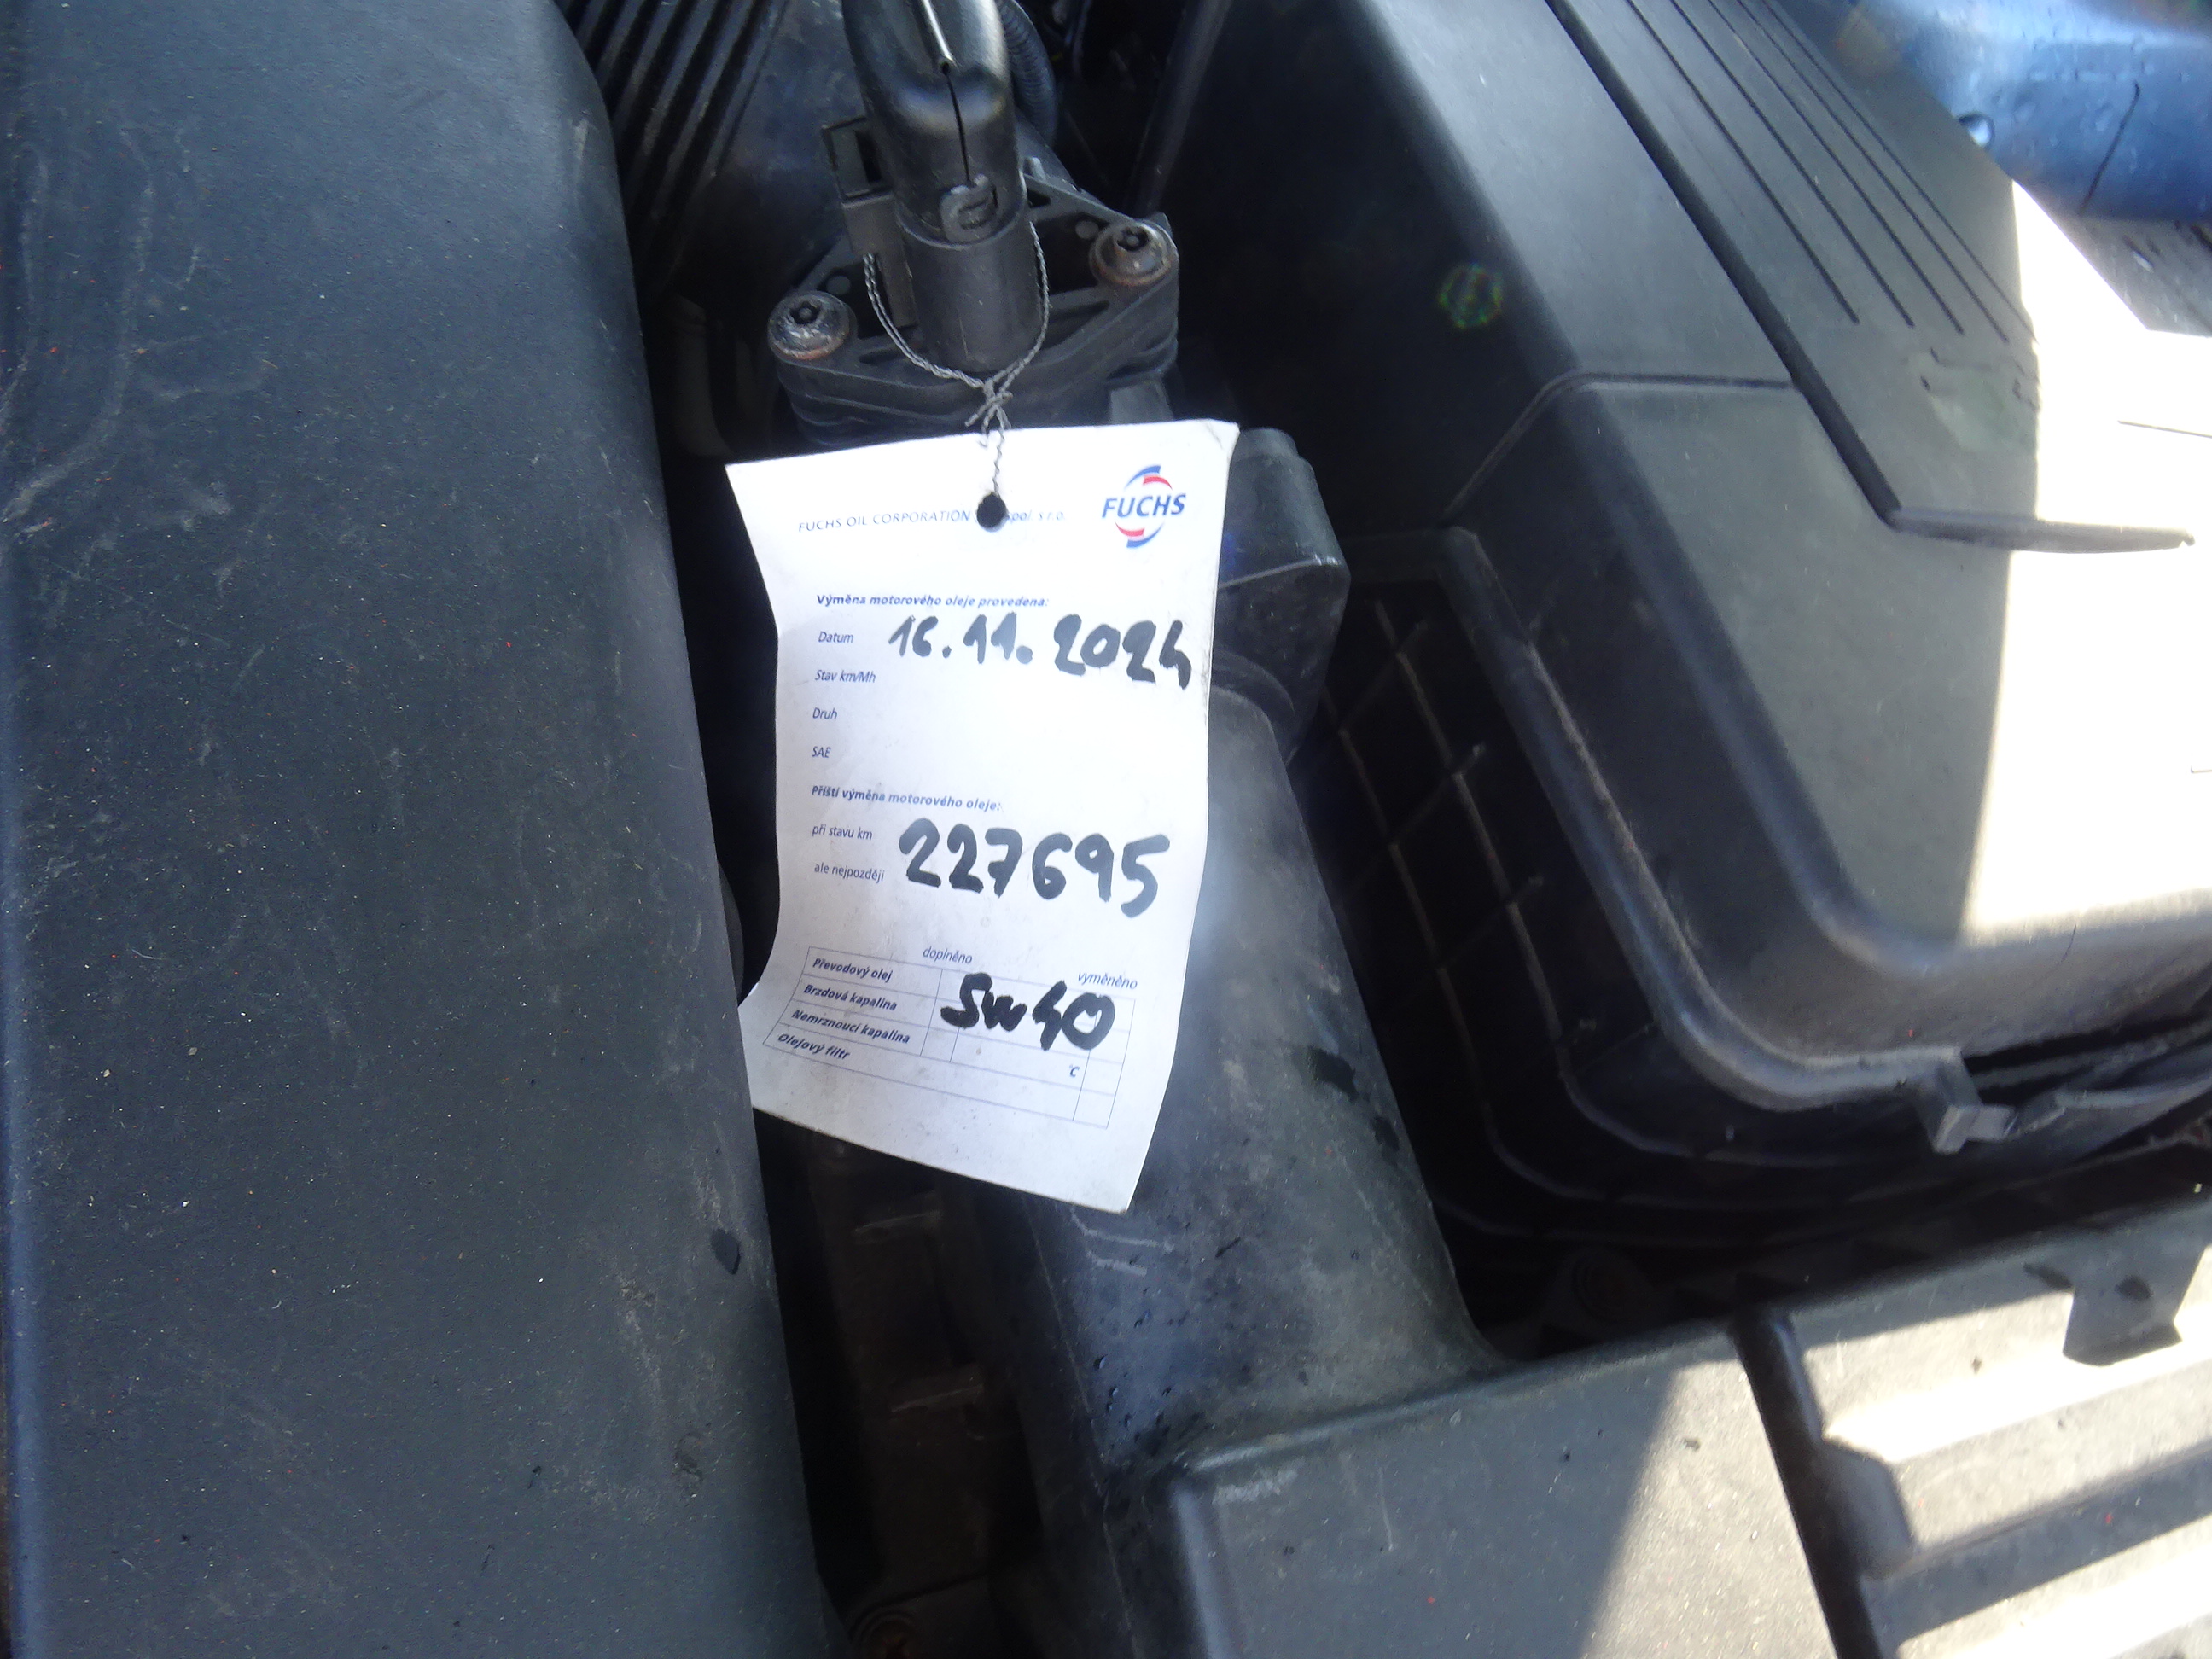 FUCHS OIL CORPORATION spol. s r.o.
FUCHS
Výměna motorového oleje provedena:
Datum 16.11.2024
Stav km/Mh
Druh
SAE
Příští výměna motorového oleje:
při stavu km 227695
ale nejpozději
doplněno vyměněno
Převodový olej
Brzdová kapalina 5w40
Nemrznoucí kapalina
°C
Olejový filtr